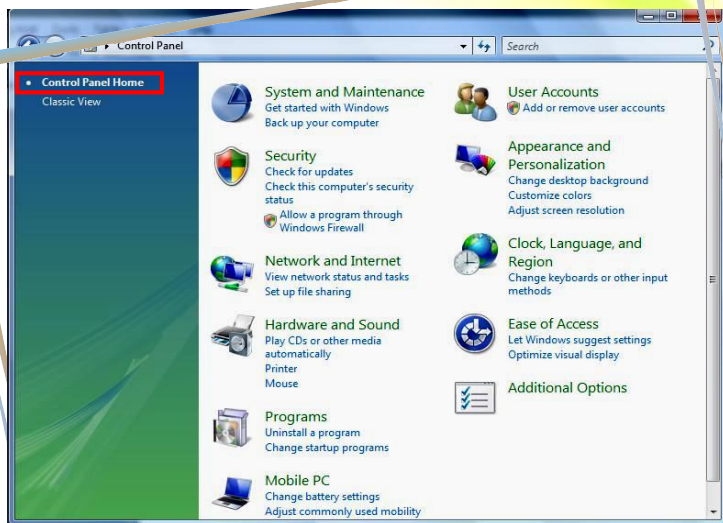 Control Panel
Search
Control Panel Home
Classic View
System and Maintenance
Get started with Windows
Back up your computer
Security
Check for updates
Check this computer's security
status
Allow a program through
Windows Firewall
Network and Internet
View network status and tasks
Set up file sharing
Hardware and Sound
Play CDs or other media
automatically
Printer
Mouse
Programs
Uninstall a program
Change startup programs
Mobile PC
Change battery settings
Adjust commonly used mobility
User Accounts
Add or remove user accounts
Appearance and
Personalization
Change desktop background
Customize colors
Adjust screen resolution
Clock, Language, and
Region
Change keyboards or other input
methods
Ease of Access
Let Windows suggest settings
Optimize visual display
Additional Options